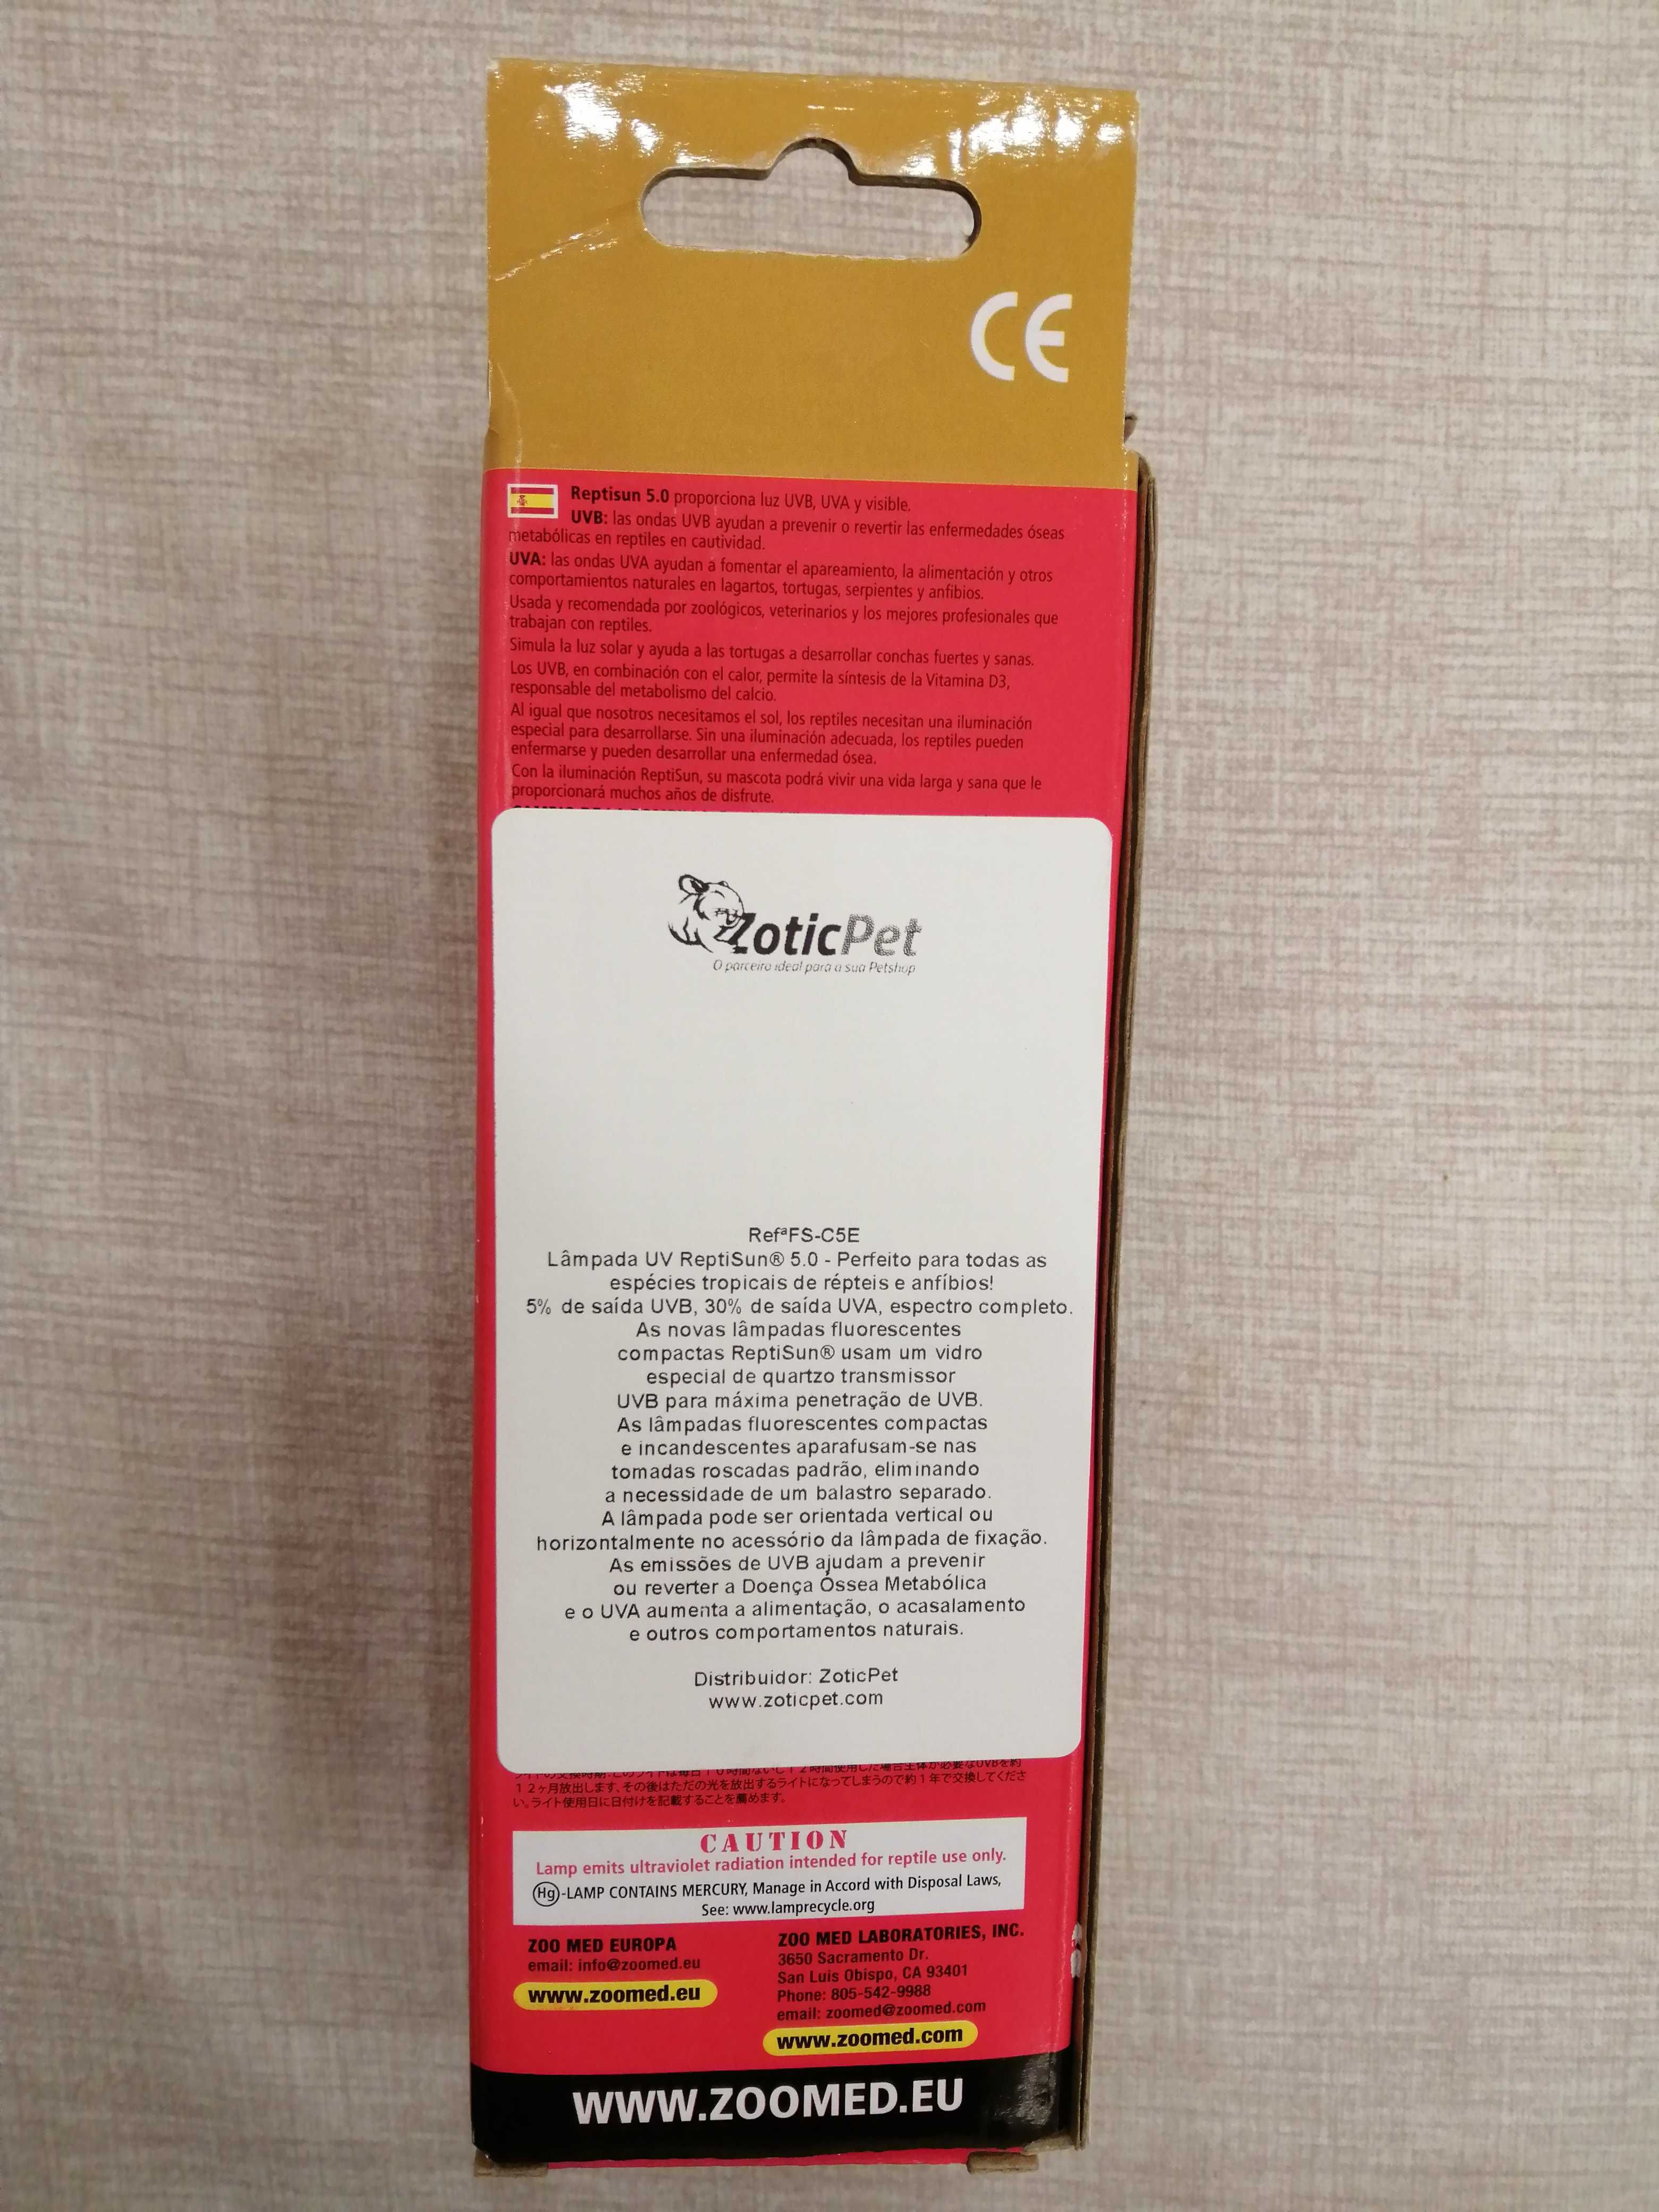 CE
Reptisun 5.0 proporciona luz UVB, UVA y visible.
UVB: las ondas UVB ayudan a prevenir o revertir las enfermedades óseas
metabólicas en reptiles en cautividad.
UVA: las ondas UVA ayudan a fomentar el apareamiento, la alimentación y otros
comportamientos naturales en lagartos, tortugas, serpientes y anfibios.
Usada y recomendada por zoológicos, veterinarios y los mejores profesionales que
trabajan con reptiles.
Simula la luz solar y ayuda a las tortugas a desarrollar conchas fuertes y sanas.
Los UVB, en combinación con el calor, permite la síntesis de la Vitamina D3,
responsable del metabolismo del calcio.
Al igual que nosotros necesitamos el sol, los reptiles necesitan una iluminación
especial para desarrollarse. Sin una iluminación adecuada, los reptiles pueden
enfermarse y pueden desarrollar una enfermedad ósea.
Con la iluminación ReptiSun, su mascota podrá vivir una vida larga y sana que le
proporcionará muchos años de disfrute.
ZoticPet
O parceiro ideal para a sua Petshop
RefªFS-C5E
Lâmpada UV ReptiSun® 5.0 - Perfeito para todas as
espécies tropicais de répteis e anfíbios!
5% de saída UVB, 30% de saída UVA, espectro completo.
As novas lâmpadas fluorescentes
compactas ReptiSun® usam um vidro
especial de quartzo transmissor
UVB para máxima penetração de UVB.
As lâmpadas fluorescentes compactas
e incandescentes aparafusam-se nas
tomadas roscadas padrão, eliminando
a necessidade de um balastro separado.
A lâmpada pode ser orientada vertical ou
horizontalmente no acessório da lâmpada de fixação.
As emissões de UVB ajudam a prevenir
ou reverter a Doença Óssea Metabólica
e o UVA aumenta a alimentação, o acasalamento
e outros comportamentos naturais.
Distribuidor: ZoticPet
www.zoticpet.com
12ヶ月放出します、その後はただの光を放出するライトになってしまうので約1年で交換してくださ
い。ライト使用日に日付けを記載することを薦めます。
CAUTION
Lamp emits ultraviolet radiation intended for reptile use only.
Hg-LAMP CONTAINS MERCURY, Manage in Accord with Disposal Laws,
See: www.lamprecycle.org
ZOO MED EUROPA
email: info@zoomed.eu
www.zoomed.eu
ZOO MED LABORATORIES, INC.
3650 Sacramento Dr.
San Luis Obispo, CA 93401
Phone: 805-542-9988
email: zoomed@zoomed.com
www.zoomed.com
WWW.ZOOMED.EU